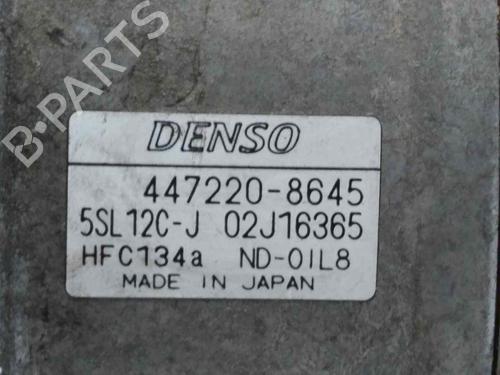 B·PARTS
DENSO
447220-8645
5SL12C-J 02J16365
HFC134a ND-OIL8
MADE IN JAPAN